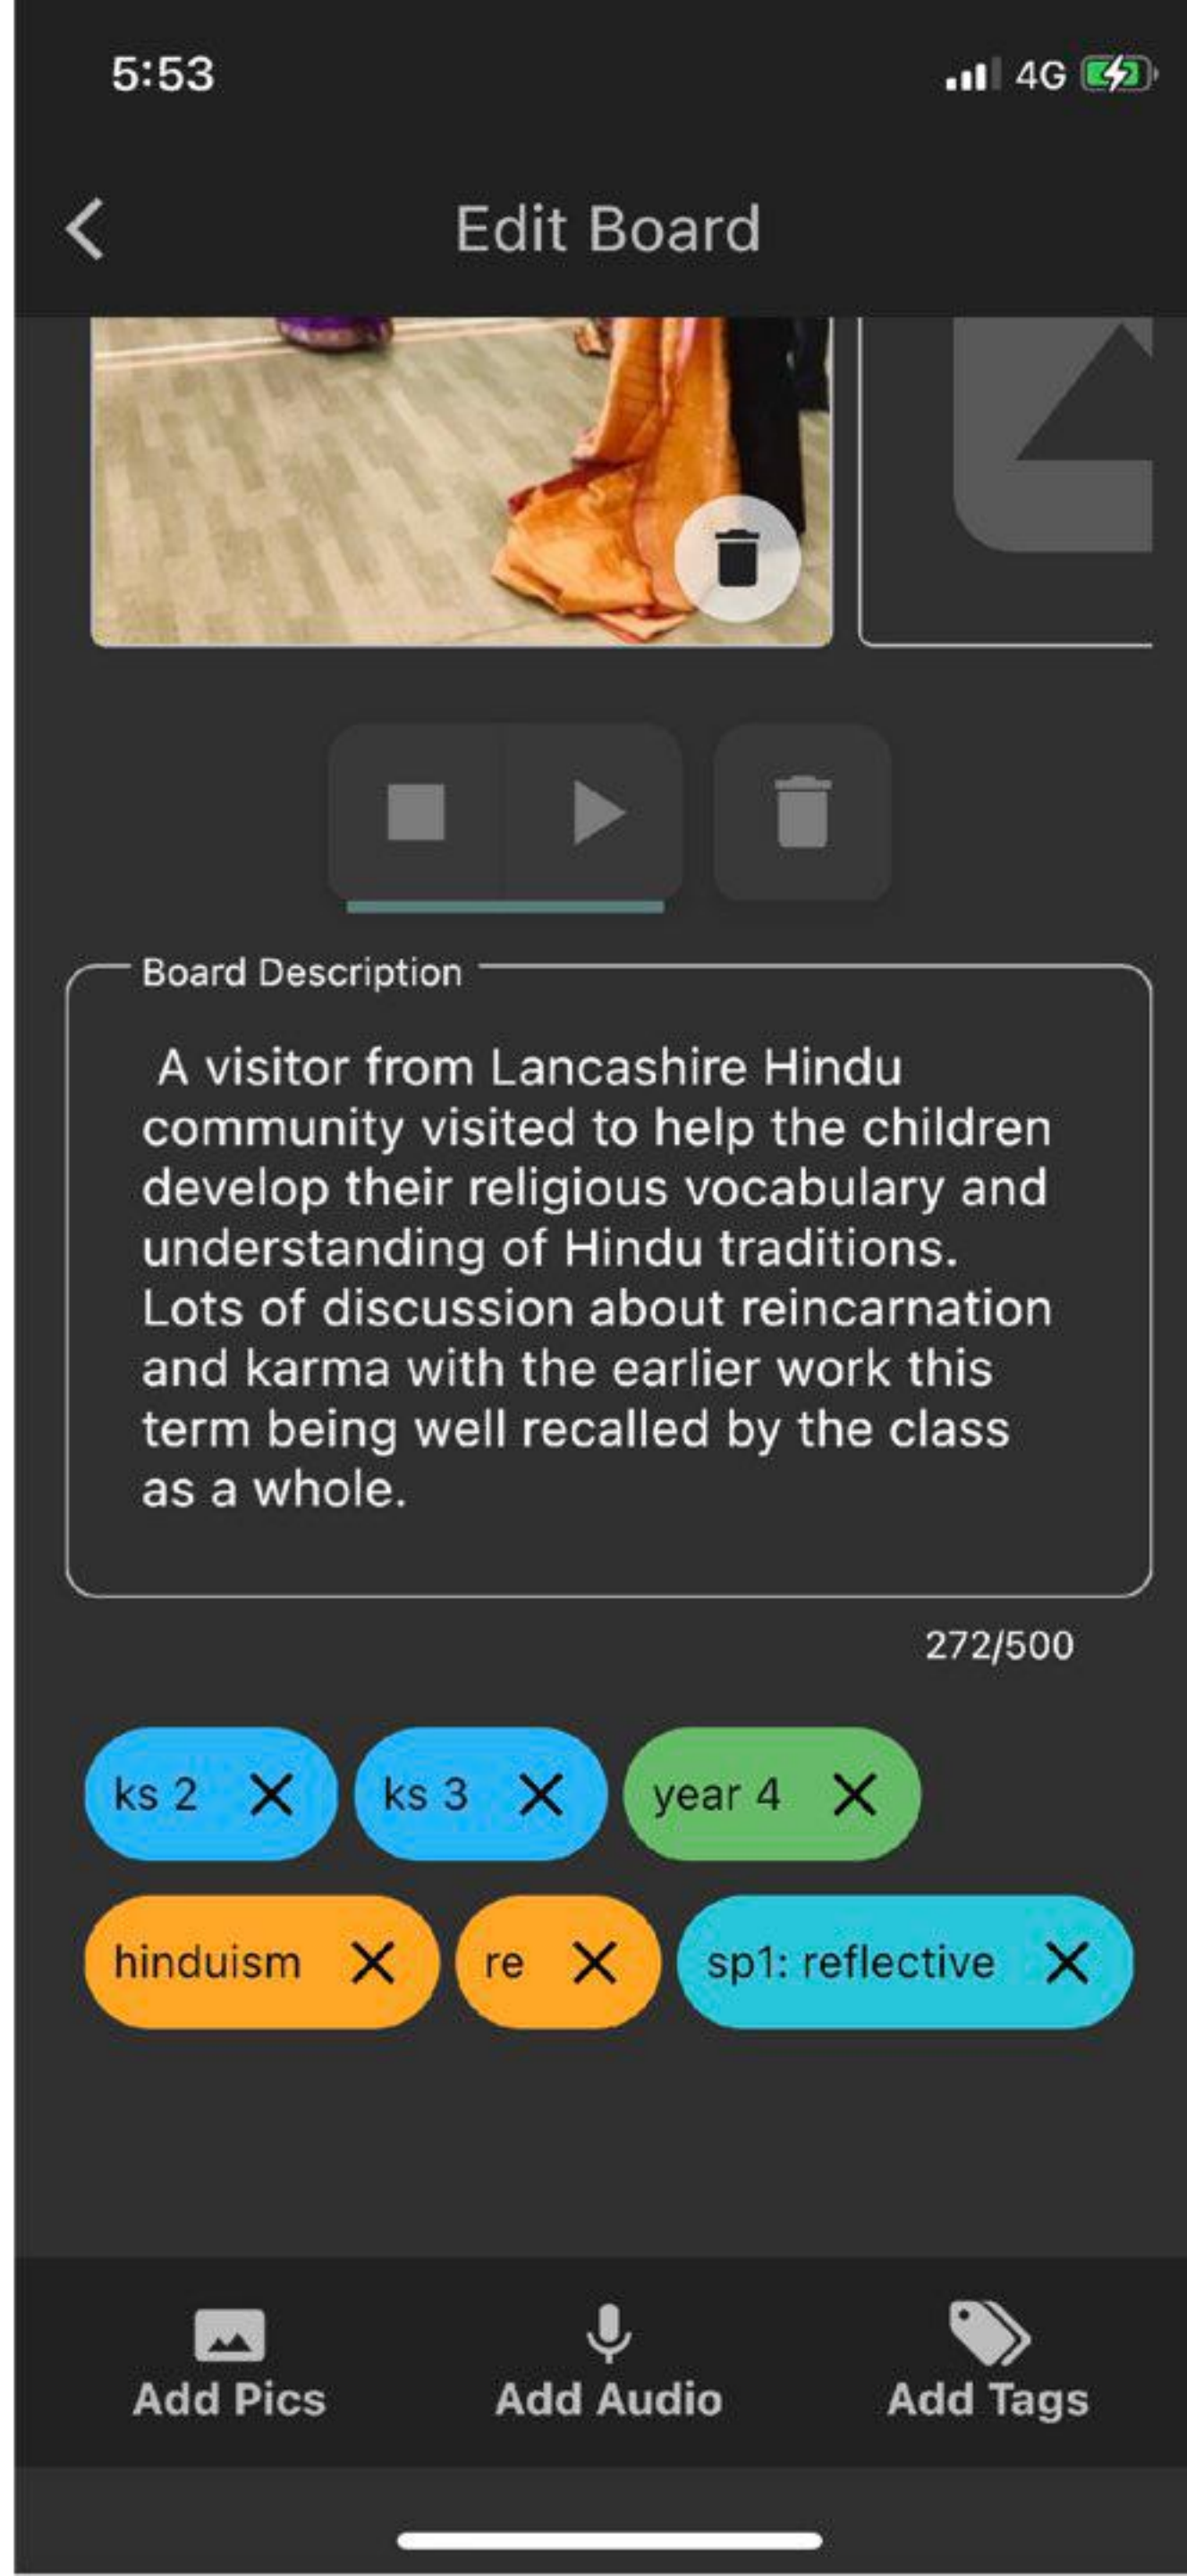 5:53
4G
Edit Board
Board Description
A visitor from Lancashire Hindu
community visited to help the children
develop their religious vocabulary and
understanding of Hindu traditions.
Lots of discussion about reincarnation
and karma with the earlier work this
term being well recalled by the class
as a whole.
272/500
ks 2
ks 3
year 4
hinduism
re
sp1: reflective
Add Pics
Add Audio
Add Tags